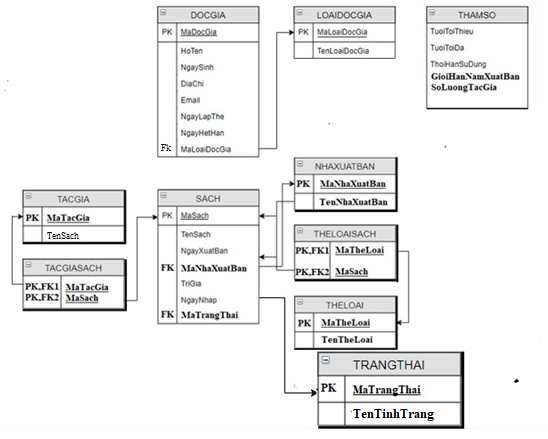 DOCGIA
PK MaDocGia
HoTen
NgaySinh
DiaChi
Email
NgayLapThe
NgayHetHan
Fk MaLoaiDocGia
LOAIDOCGIA
PK MaLoaiDocGia
TenLoaiDocGia
THAMSO
TuoiToiThieu
TuoiToiDa
ThoiHanSuDung
GioiHanNamXuatBan
SoLuongTacGia
NHAXUATBAN
PK MaNhaXuatBan
TenNhaXuatBan
TACGIA
PK MaTacGia
TenSach
SACH
PK MaSach
TenSach
NgayXuatBan
FK MaNhaXuatBan
TriGia
NgayNhap
FK MaTrangThai
THELOAISACH
PK,FK1 MaTheLoai
PK,FK2 MaSach
TACGIASACH
PK,FK1 MaTacGia
PK,FK2 MaSach
THELOAI
PK MaTheLoai
TenTheLoai
TRANGTHAI
PK MaTrangThai
TenTinhTrang